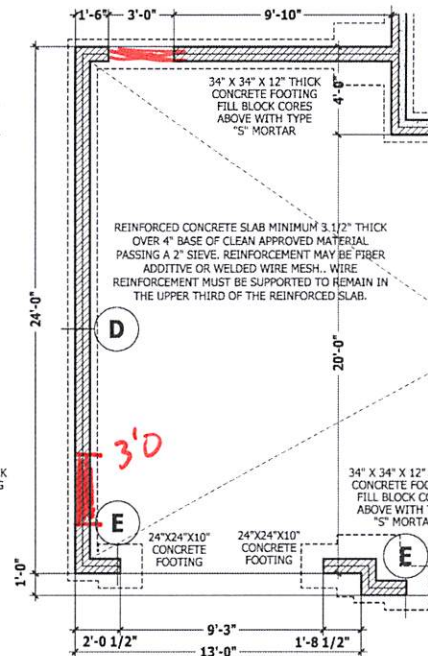 1'-6" 3'-0" 9'-10"
34" X 34" X 12" THICK
CONCRETE FOOTING
FILL BLOCK CORES
ABOVE WITH TYPE
"S" MORTAR
4'-0"
REINFORCED CONCRETE SLAB MINIMUM 3 1/2" THICK
OVER 4" BASE OF CLEAN APPROVED MATERIAL
PASSING A 2" SIEVE. REINFORCEMENT MAY BE FIBER
ADDITIVE OR WELDED WIRE MESH.. WIRE
REINFORCEMENT MUST BE SUPPORTED TO REMAIN IN
THE UPPER THIRD OF THE REINFORCED SLAB.
24'-0"
D
20'-0"
3'0
K
G
E
24"X24"X10"
CONCRETE
FOOTING
24"X24"X10"
CONCRETE
FOOTING
34" X 34" X 12"
CONCRETE FOO
FILL BLOCK CO
ABOVE WITH T
"S" MORTA
E
1'-0"
9'-3"
2'-0 1/2" 1'-8 1/2"
13'-0"